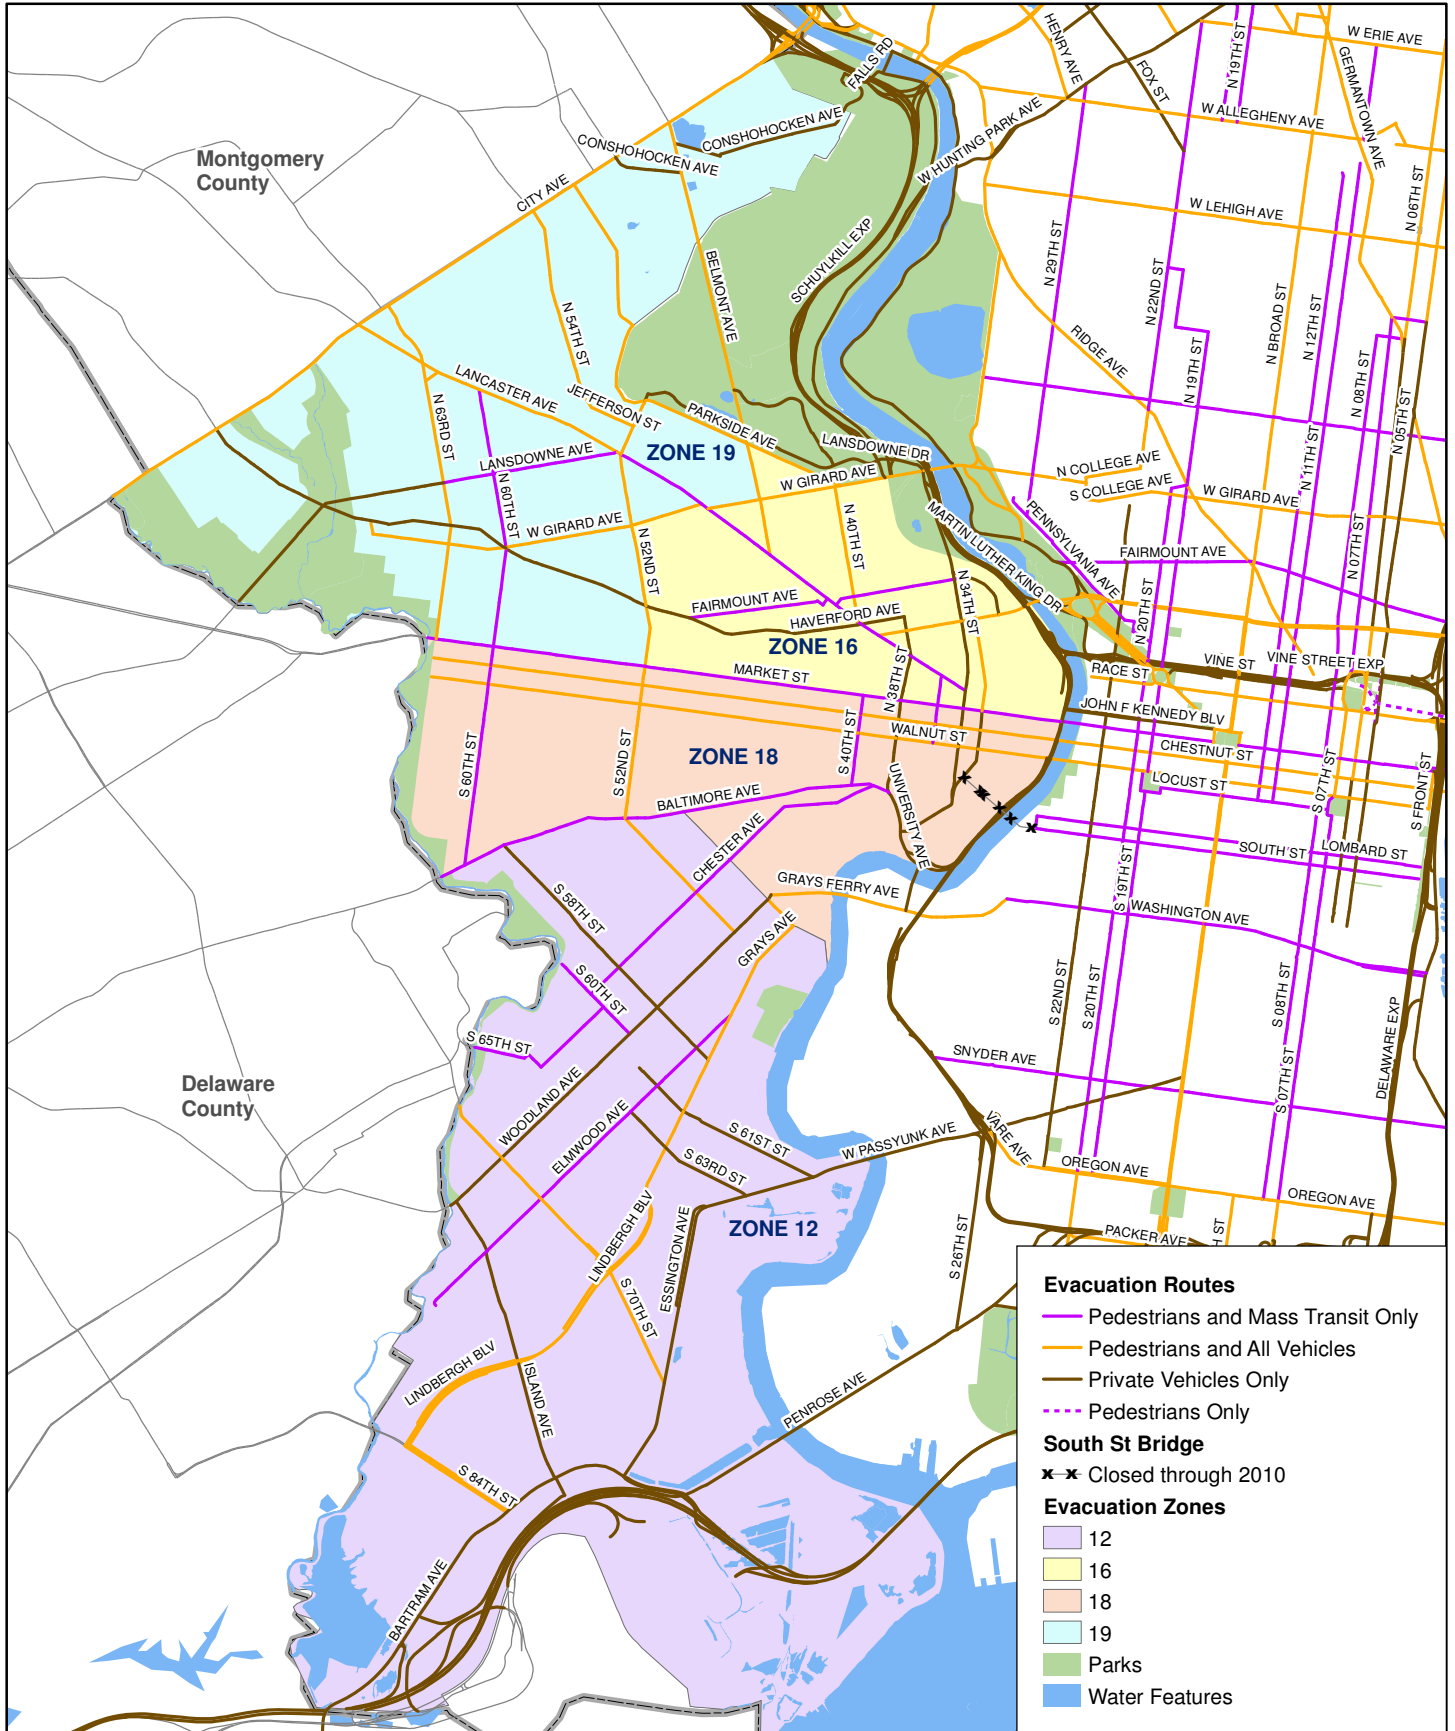 FALLS RD
HENRY AVE
FOX ST
N 19TH ST
W ERIE AVE
GERMANTOWN AVE
CONSHOHOCKEN AVE
CONSHOHOCKEN AVE
W ALLEGHENY AVE
W HUNTING PARK AVE
Montgomery
County
CITY AVE
W LEHIGH AVE
N 06TH ST
SCHUYLKILL EXP
N 29TH ST
BELMONT AVE
N 22ND ST
N BROAD ST
N 12TH ST
N 54TH ST
RIDGE AVE
N 19TH ST
N 08TH ST
LANCASTER AVE
JEFFERSON ST
N 63RD ST
PARKSIDE AVE
N 05TH ST
LANSDOWNE DR
LANSDOWNE AVE
ZONE 19
N 11TH ST
N COLLEGE AVE
S COLLEGE AVE
W GIRARD AVE
W GIRARD AVE
N 60TH ST
W GIRARD AVE
N 40TH ST
MARTIN LUTHER KING DR
PENNSYLVANIA AVE
N 07TH ST
FAIRMOUNT AVE
N 52ND ST
N 34TH ST
FAIRMOUNT AVE
HAVERFORD AVE
N 20TH ST
ZONE 16
MARKET ST
N 38TH ST
RACE ST
VINE ST
VINE STREET EXP
JOHN F KENNEDY BLV
S 60TH ST
S 52ND ST
ZONE 18
S 40TH ST
WALNUT ST
CHESTNUT ST
LOCUST ST
S 07TH ST
S FRONT ST
BALTIMORE AVE
UNIVERSITY AVE
CHESTER AVE
SOUTH ST
LOMBARD ST
GRAYS FERRY AVE
S 19TH ST
WASHINGTON AVE
S 58TH ST
GRAYS AVE
S 60TH ST
S 22ND ST
S 20TH ST
S 08TH ST
S 65TH ST
SNYDER AVE
DELAWARE EXP
Delaware
County
WOODLAND AVE
S 07TH ST
ELMWOOD AVE
S 61ST ST
W PASSYUNK AVE
VARE AVE
S 63RD ST
OREGON AVE
OREGON AVE
LINDBERGH BLV
ESSINGTON AVE
ZONE 12
S 26TH ST
PACKER AVE
H ST
S 70TH ST
LINDBERGH BLV
ISLAND AVE
PENROSE AVE
S 84TH ST
BARTRAM AVE
Evacuation Routes
Pedestrians and Mass Transit Only
Pedestrians and All Vehicles
Private Vehicles Only
Pedestrians Only
South St Bridge
Closed through 2010
Evacuation Zones
12
16
18
19
Parks
Water Features